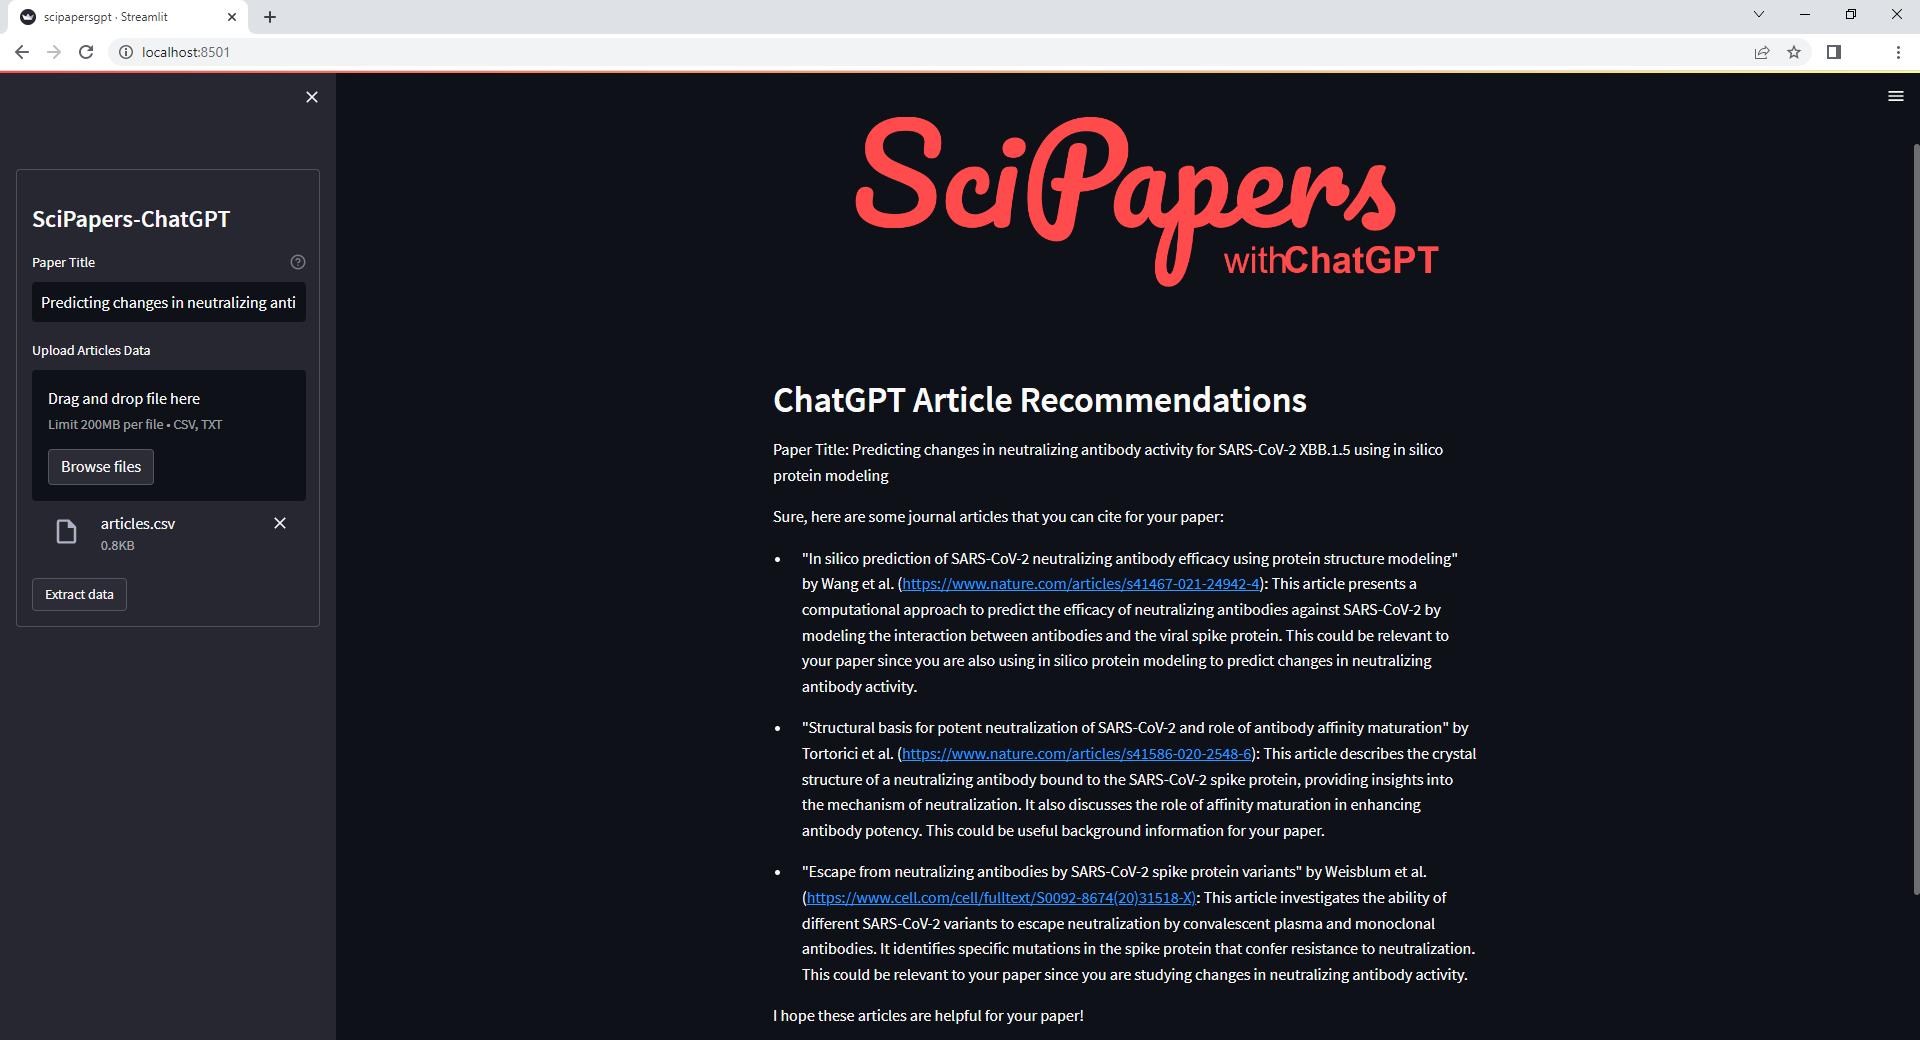 scipapersgpt · Streamlit
localhost:8501
SciPapers-ChatGPT
Paper Title
Predicting changes in neutralizing anti
Upload Articles Data
Drag and drop file here
Limit 200MB per file • CSV, TXT
Browse files
articles.csv
0.8KB
Extract data
SciPapers
withChatGPT
ChatGPT Article Recommendations
Paper Title: Predicting changes in neutralizing antibody activity for SARS-CoV-2 XBB.1.5 using in silico
protein modeling
Sure, here are some journal articles that you can cite for your paper:
• "In silico prediction of SARS-CoV-2 neutralizing antibody efficacy using protein structure modeling"
by Wang et al. (https://www.nature.com/articles/s41467-021-24942-4): This article presents a
computational approach to predict the efficacy of neutralizing antibodies against SARS-CoV-2 by
modeling the interaction between antibodies and the viral spike protein. This could be relevant to
your paper since you are also using in silico protein modeling to predict changes in neutralizing
antibody activity.
• "Structural basis for potent neutralization of SARS-CoV-2 and role of antibody affinity maturation" by
Tortorici et al. (https://www.nature.com/articles/s41586-020-2548-6): This article describes the crystal
structure of a neutralizing antibody bound to the SARS-CoV-2 spike protein, providing insights into
the mechanism of neutralization. It also discusses the role of affinity maturation in enhancing
antibody potency. This could be useful background information for your paper.
• "Escape from neutralizing antibodies by SARS-CoV-2 spike protein variants" by Weisblum et al.
(https://www.cell.com/cell/fulltext/S0092-8674(20)31518-X): This article investigates the ability of
different SARS-CoV-2 variants to escape neutralization by convalescent plasma and monoclonal
antibodies. It identifies specific mutations in the spike protein that confer resistance to neutralization.
This could be relevant to your paper since you are studying changes in neutralizing antibody activity.
I hope these articles are helpful for your paper!